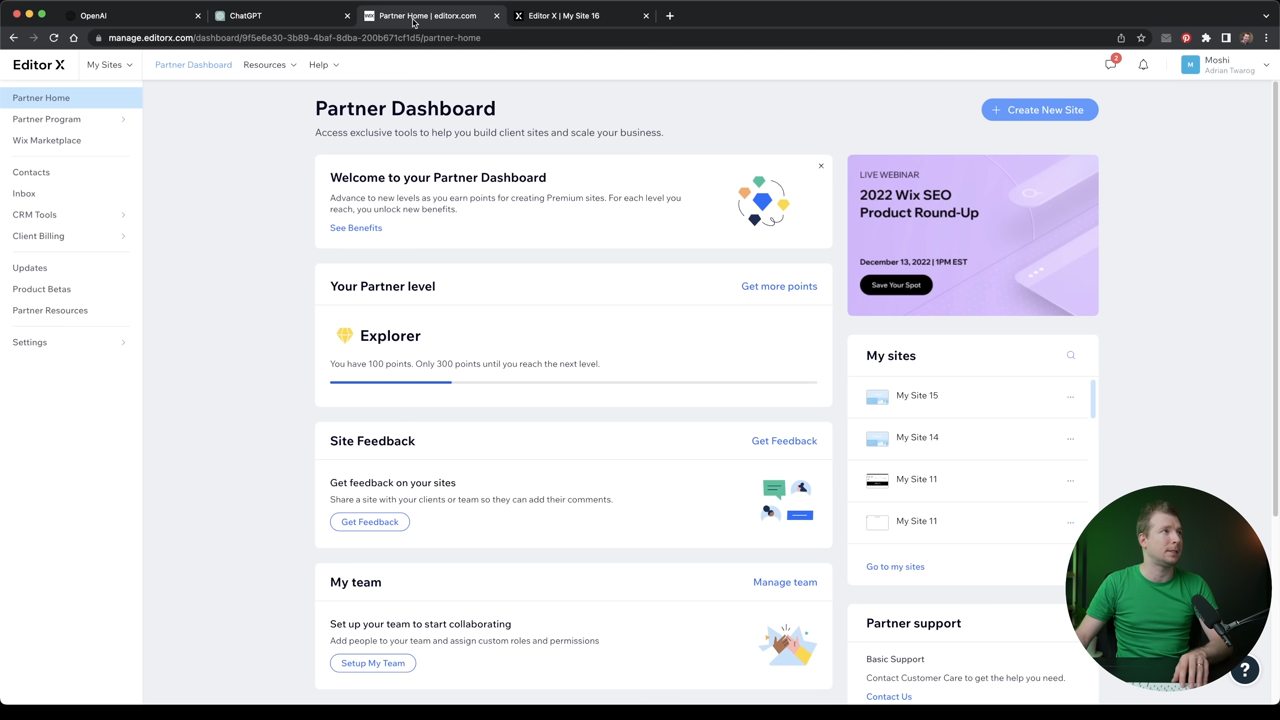 OpenAI
ChatGPT
WIX
Partner Home | editorx.com
Editor X | My Site 16
manage.editorx.com/dashboard/9f5e6e30-3b89-4baf-8dba-200b671cf1d5/partner-home
Editor X
My Sites
Partner Dashboard
Resources
Help
2
M
Moshi
Adrian Twarog
Partner Home
Partner Program
Wix Marketplace
Contacts
Inbox
CRM Tools
Client Billing
Updates
Product Betas
Partner Resources
Settings
Partner Dashboard
Access exclusive tools to help you build client sites and scale your business.
+ Create New Site
Welcome to your Partner Dashboard
Advance to new levels as you earn points for creating Premium sites. For each level you
reach, you unlock new benefits.
See Benefits
Your Partner level
Get more points
Explorer
You have 100 points. Only 300 points until you reach the next level.
Site Feedback
Get Feedback
Get feedback on your sites
Share a site with your clients or team so they can add their comments.
Get Feedback
My team
Manage team
Set up your team to start collaborating
Add people to your team and assign custom roles and permissions
Setup My Team
LIVE WEBINAR
2022 Wix SEO
Product Round-Up
December 13, 2022 | 1PM EST
Save Your Spot
My sites
My Site 15
My Site 14
My Site 11
My Site 11
Go to my sites
Partner support
Basic Support
Contact Customer Care to get the help you need.
Contact Us
?